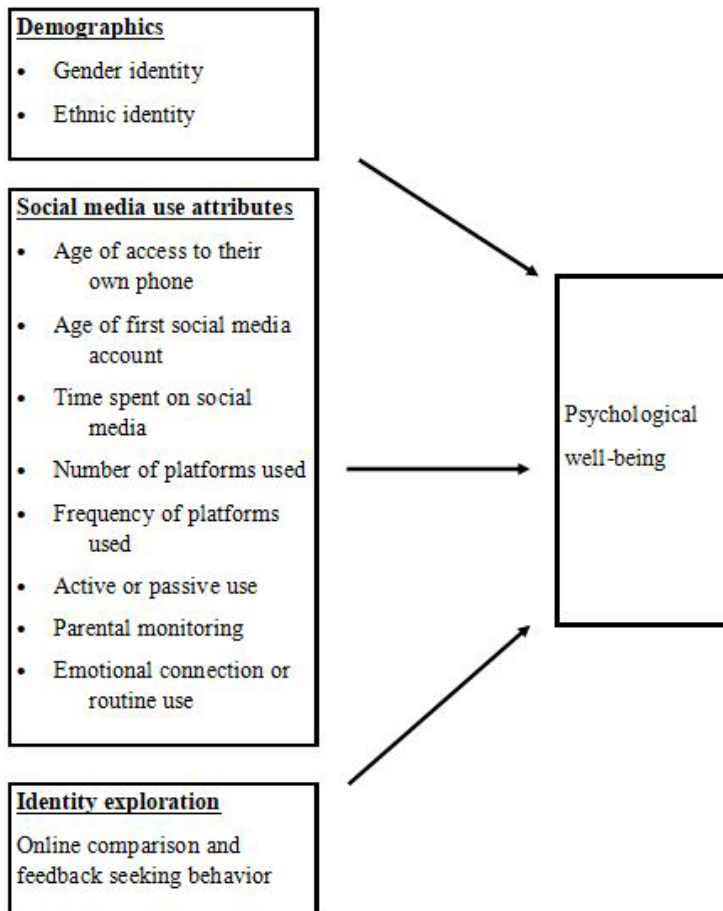 Demographics
• Gender identity
• Ethnic identity
Social media use attributes
• Age of access to their
own phone
• Age of first social media
account
• Time spent on social
media
• Number of platforms used
• Frequency of platforms
used
• Active or passive use
• Parental monitoring
• Emotional connection or
routine use
Identity exploration
Online comparison and
feedback seeking behavior
Psychological
well-being